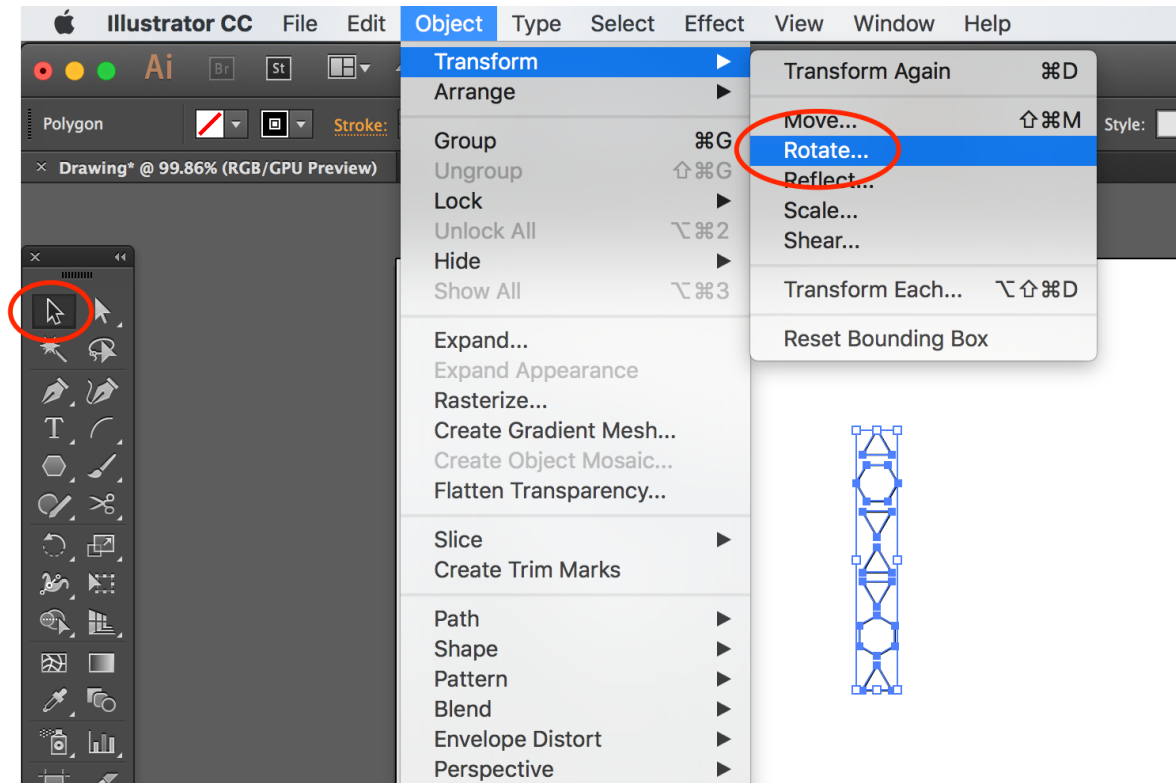 Illustrator CC File Edit Object Type Select Effect View Window Help
Ai Br St
Polygon Stroke: Style:
× Drawing* @ 99.86% (RGB/GPU Preview)
Transform ▶
Arrange ▶
Group ⌘G
Ungroup ⇧⌘G
Lock ▶
Unlock All ⌥⌘2
Hide ▶
Show All ⌥⌘3
Expand...
Expand Appearance
Rasterize...
Create Gradient Mesh...
Create Object Mosaic...
Flatten Transparency...
Slice ▶
Create Trim Marks
Path ▶
Shape ▶
Pattern ▶
Blend ▶
Envelope Distort ▶
Perspective ▶
Transform Again ⌘D
Move... ⇧⌘M
Rotate...
Reflect...
Scale...
Shear...
Transform Each... ⌥⇧⌘D
Reset Bounding Box